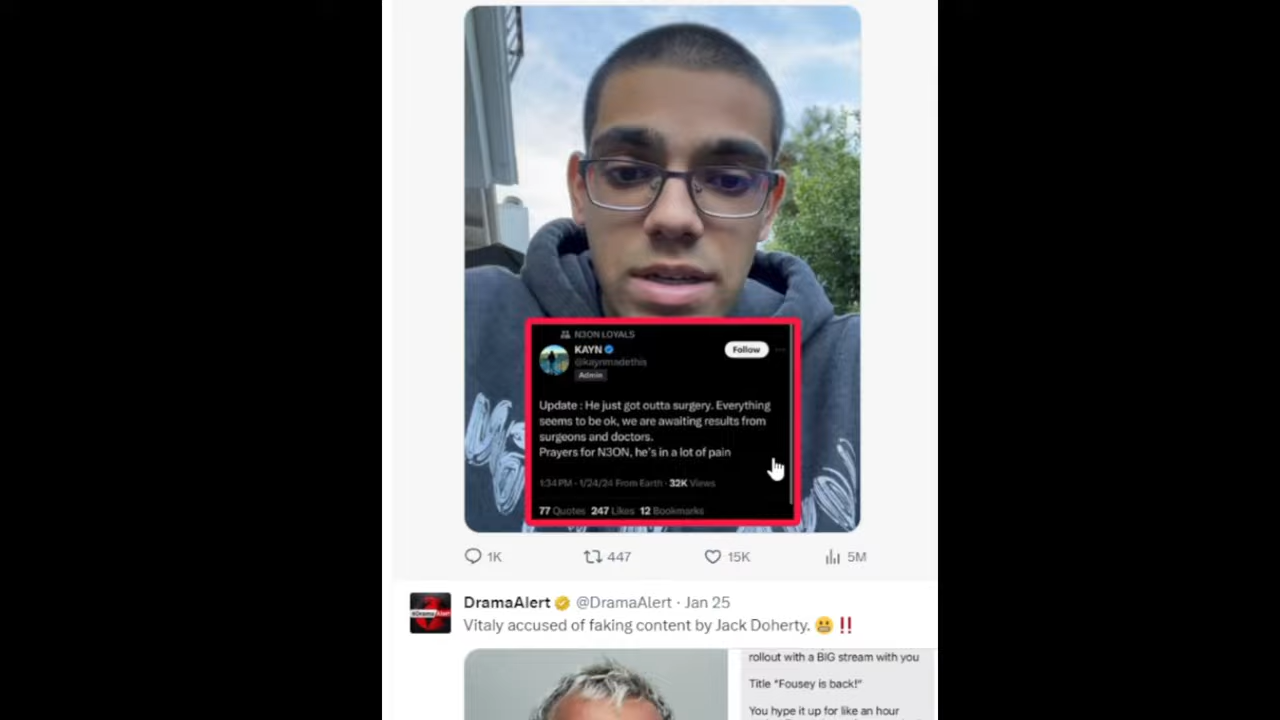 N3ON LOYALS
KAYN
@kaynmadethis
Follow
Admin
Update : He just got outta surgery. Everything
seems to be ok, we are awaiting results from
surgeons and doctors.
Prayers for N3ON, he's in a lot of pain
1:34 PM · 1/24/24 From Earth · 32K Views
77 Quotes 247 Likes 12 Bookmarks
1K 447 15K 5M
DramaAlert @DramaAlert · Jan 25
#DramaAlert
Vitaly accused of faking content by Jack Doherty. 😬 ‼️
rollout with a BIG stream with you
Title "Fousey is back!"
You hype it up for like an hour